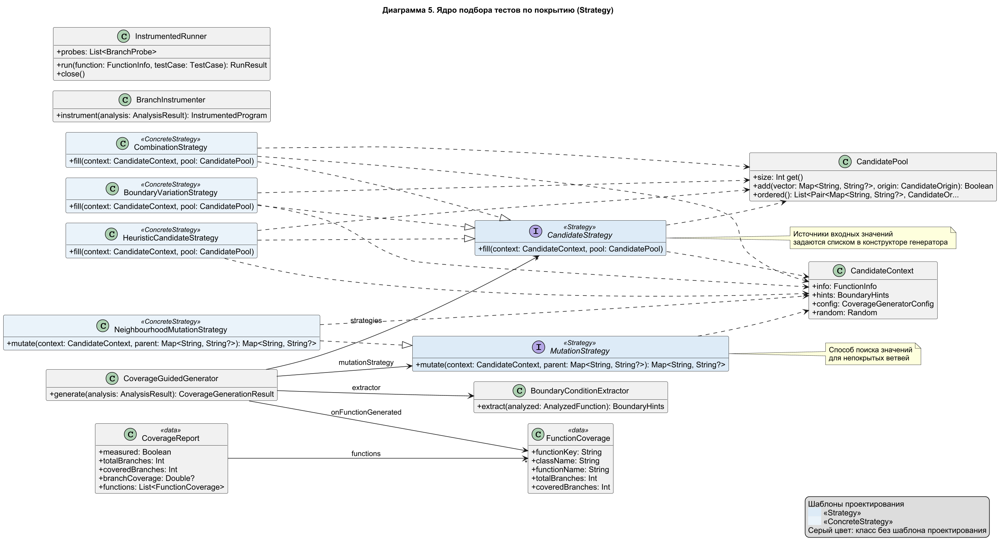 Диаграмма 5. Ядро подбора тестов по покрытию (Strategy)
C InstrumentedRunner
+probes: List<BranchProbe>
+run(function: FunctionInfo, testCase: TestCase): RunResult
+close()
C BranchInstrumenter
+instrument(analysis: AnalysisResult): InstrumentedProgram
«ConcreteStrategy»
C CombinationStrategy
+fill(context: CandidateContext, pool: CandidatePool)
«ConcreteStrategy»
C BoundaryVariationStrategy
+fill(context: CandidateContext, pool: CandidatePool)
«ConcreteStrategy»
C HeuristicCandidateStrategy
+fill(context: CandidateContext, pool: CandidatePool)
C CandidatePool
+size: Int get()
+add(vector: Map<String, String?>, origin: CandidateOrigin): Boolean
+ordered(): List<Pair<Map<String, String?>, CandidateOr...
«Strategy»
I CandidateStrategy
+fill(context: CandidateContext, pool: CandidatePool)
*
Источники входных значений
задаются списком в конструкторе генератора
C CandidateContext
+info: FunctionInfo
+hints: BoundaryHints
+config: CoverageGeneratorConfig
+random: Random
«ConcreteStrategy»
C NeighbourhoodMutationStrategy
+mutate(context: CandidateContext, parent: Map<String, String?>): Map<String, String?>
strategies
«Strategy»
I MutationStrategy
+mutate(context: CandidateContext, parent: Map<String, String?>): Map<String, String?>
Способ поиска значений
для непокрытых ветвей
mutationStrategy
C CoverageGuidedGenerator
+generate(analysis: AnalysisResult): CoverageGenerationResult
extractor
C BoundaryConditionExtractor
+extract(analyzed: AnalyzedFunction): BoundaryHints
onFunctionGenerated
«data»
C CoverageReport
+measured: Boolean
+totalBranches: Int
+coveredBranches: Int
+branchCoverage: Double?
+functions: List<FunctionCoverage>
functions
*
«data»
C FunctionCoverage
+functionKey: String
+className: String
+functionName: String
+totalBranches: Int
+coveredBranches: Int
Шаблоны проектирования
«Strategy»
«ConcreteStrategy»
Серый цвет: класс без шаблона проектирования